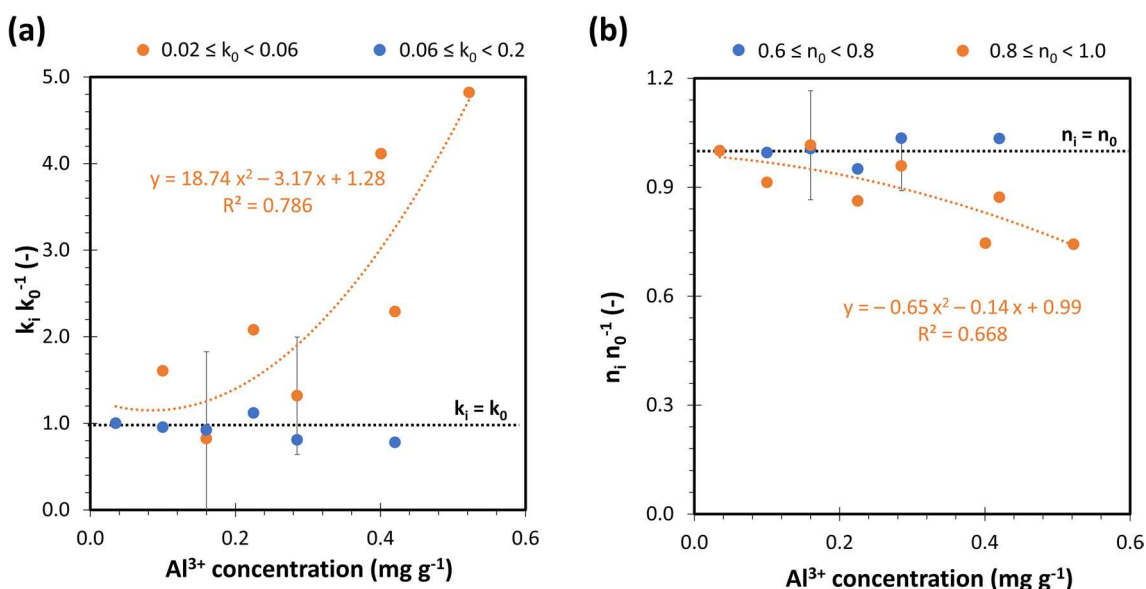 (a)
0.02 ≤ k₀ < 0.06
0.06 ≤ k₀ < 0.2
5.0
4.0
3.0
2.0
1.0
0.0
kᵢ k₀⁻¹ (-)
y = 18.74 x² – 3.17 x + 1.28
R² = 0.786
kᵢ = k₀
0.0
0.2
0.4
0.6
Al³⁺ concentration (mg g⁻¹)
(b)
0.6 ≤ n₀ < 0.8
0.8 ≤ n₀ < 1.0
1.2
0.9
0.6
0.3
0.0
nᵢ n₀⁻¹ (-)
nᵢ = n₀
y = – 0.65 x² – 0.14 x + 0.99
R² = 0.668
0.0
0.2
0.4
0.6
Al³⁺ concentration (mg g⁻¹)